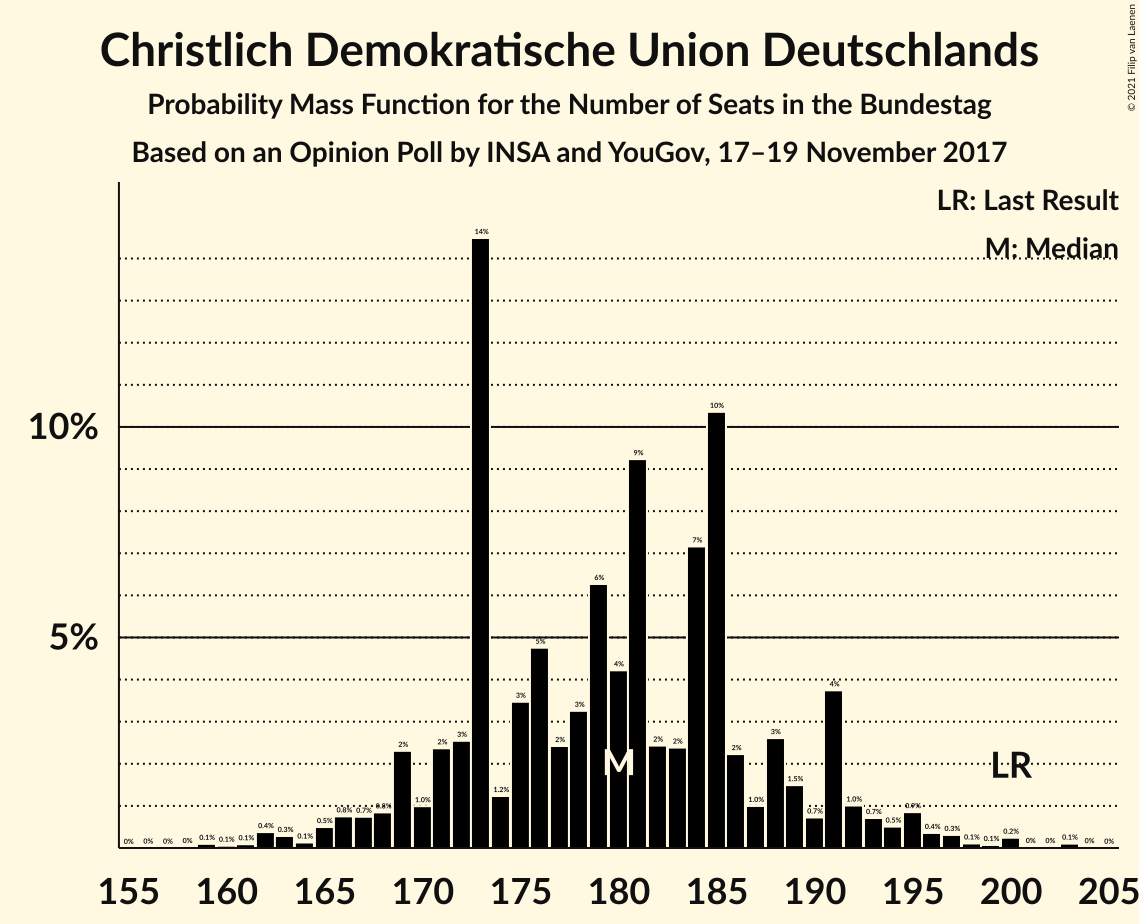 Christlich Demokratische Union Deutschlands
Probability Mass Function for the Number of Seats in the Bundestag
Based on an Opinion Poll by INSA and YouGov, 17–19 November 2017
© 2021 Filip van Laenen
LR: Last Result
M: Median
10%
5%
0% 0% 0% 0% 0.1% 0.1% 0.1% 0.4% 0.3% 0.1% 0.5% 0.8% 0.7% 0.8% 2% 1.0% 2% 3% 14% 1.2% 3% 5% 2% 3% 6% 4% 9% 2% 2% 7% 10% 2% 1.0% 3% 1.5% 0.7% 4% 1.0% 0.7% 0.5% 0.9% 0.4% 0.3% 0.1% 0.1% 0.2% 0% 0% 0.1% 0% 0%
M
LR
155 160 165 170 175 180 185 190 195 200 205